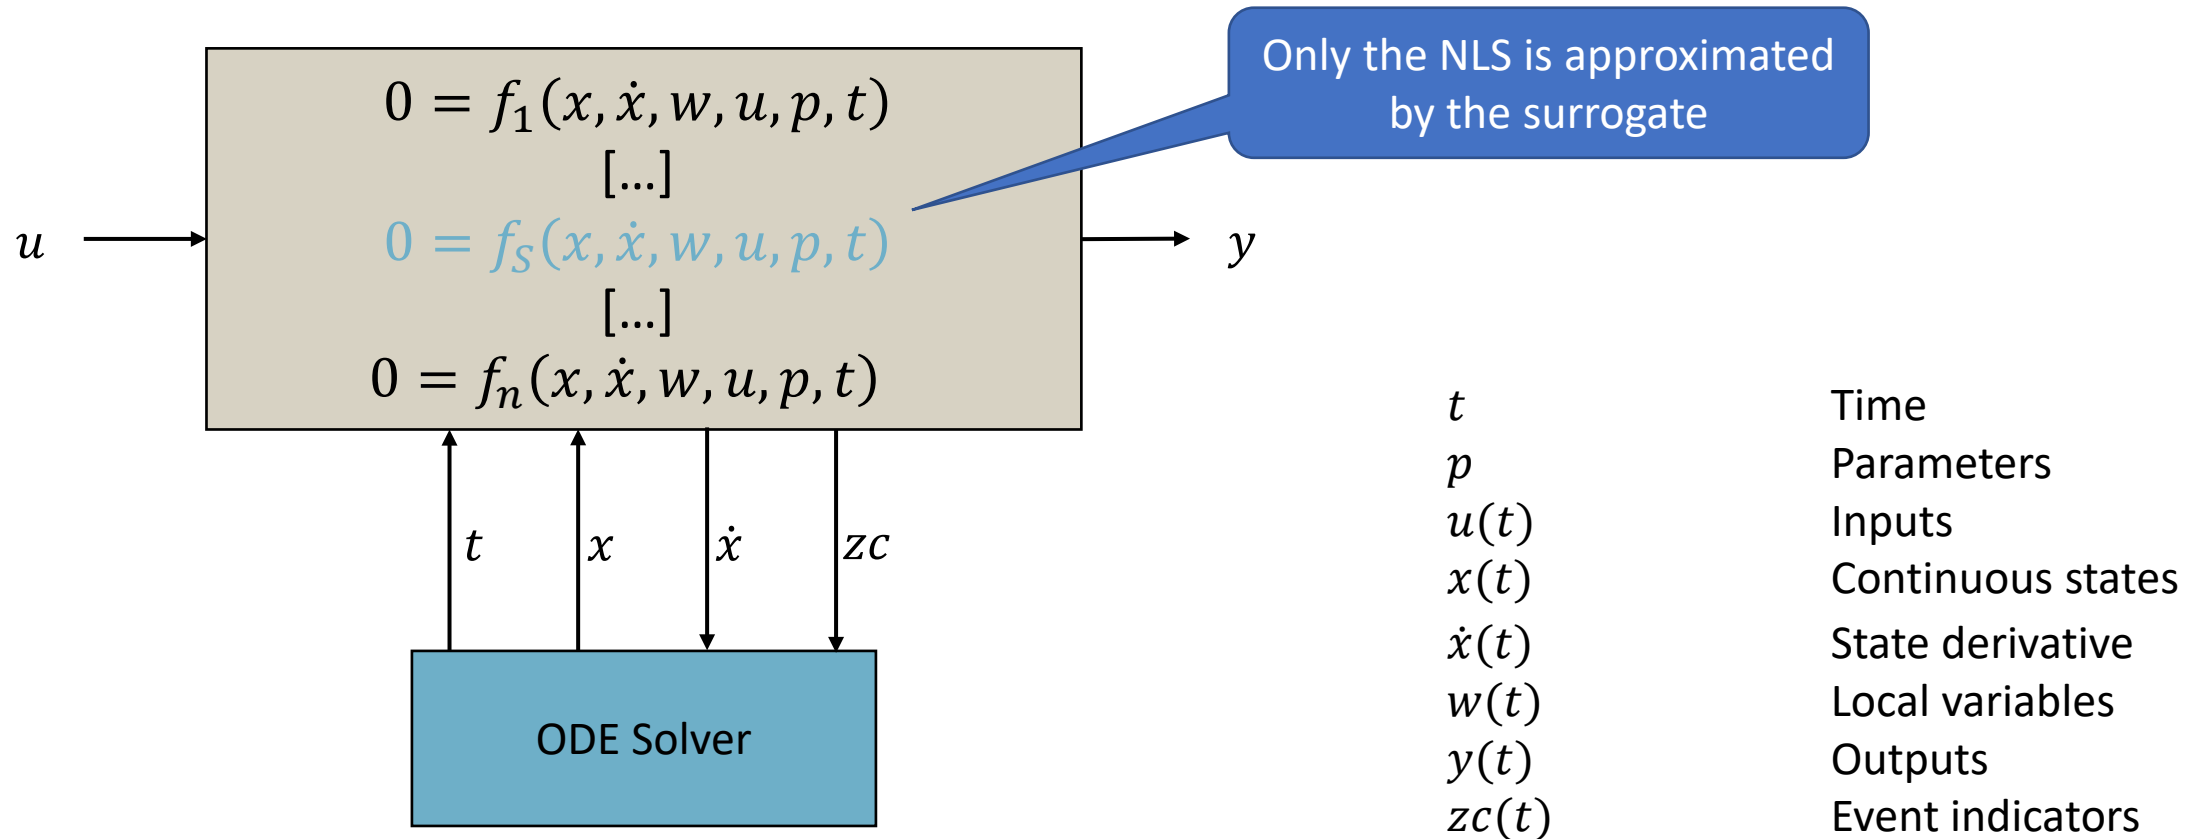 Only the NLS is approximated
by the surrogate
0 = f₁(x, ẋ, w, u, p, t)
[...]
0 = f_S(x, ẋ, w, u, p, t)
[...]
0 = fₙ(x, ẋ, w, u, p, t)
u
y
t x ẋ zc
ODE Solver
t Time
p Parameters
u(t) Inputs
x(t) Continuous states
ẋ(t) State derivative
w(t) Local variables
y(t) Outputs
zc(t) Event indicators